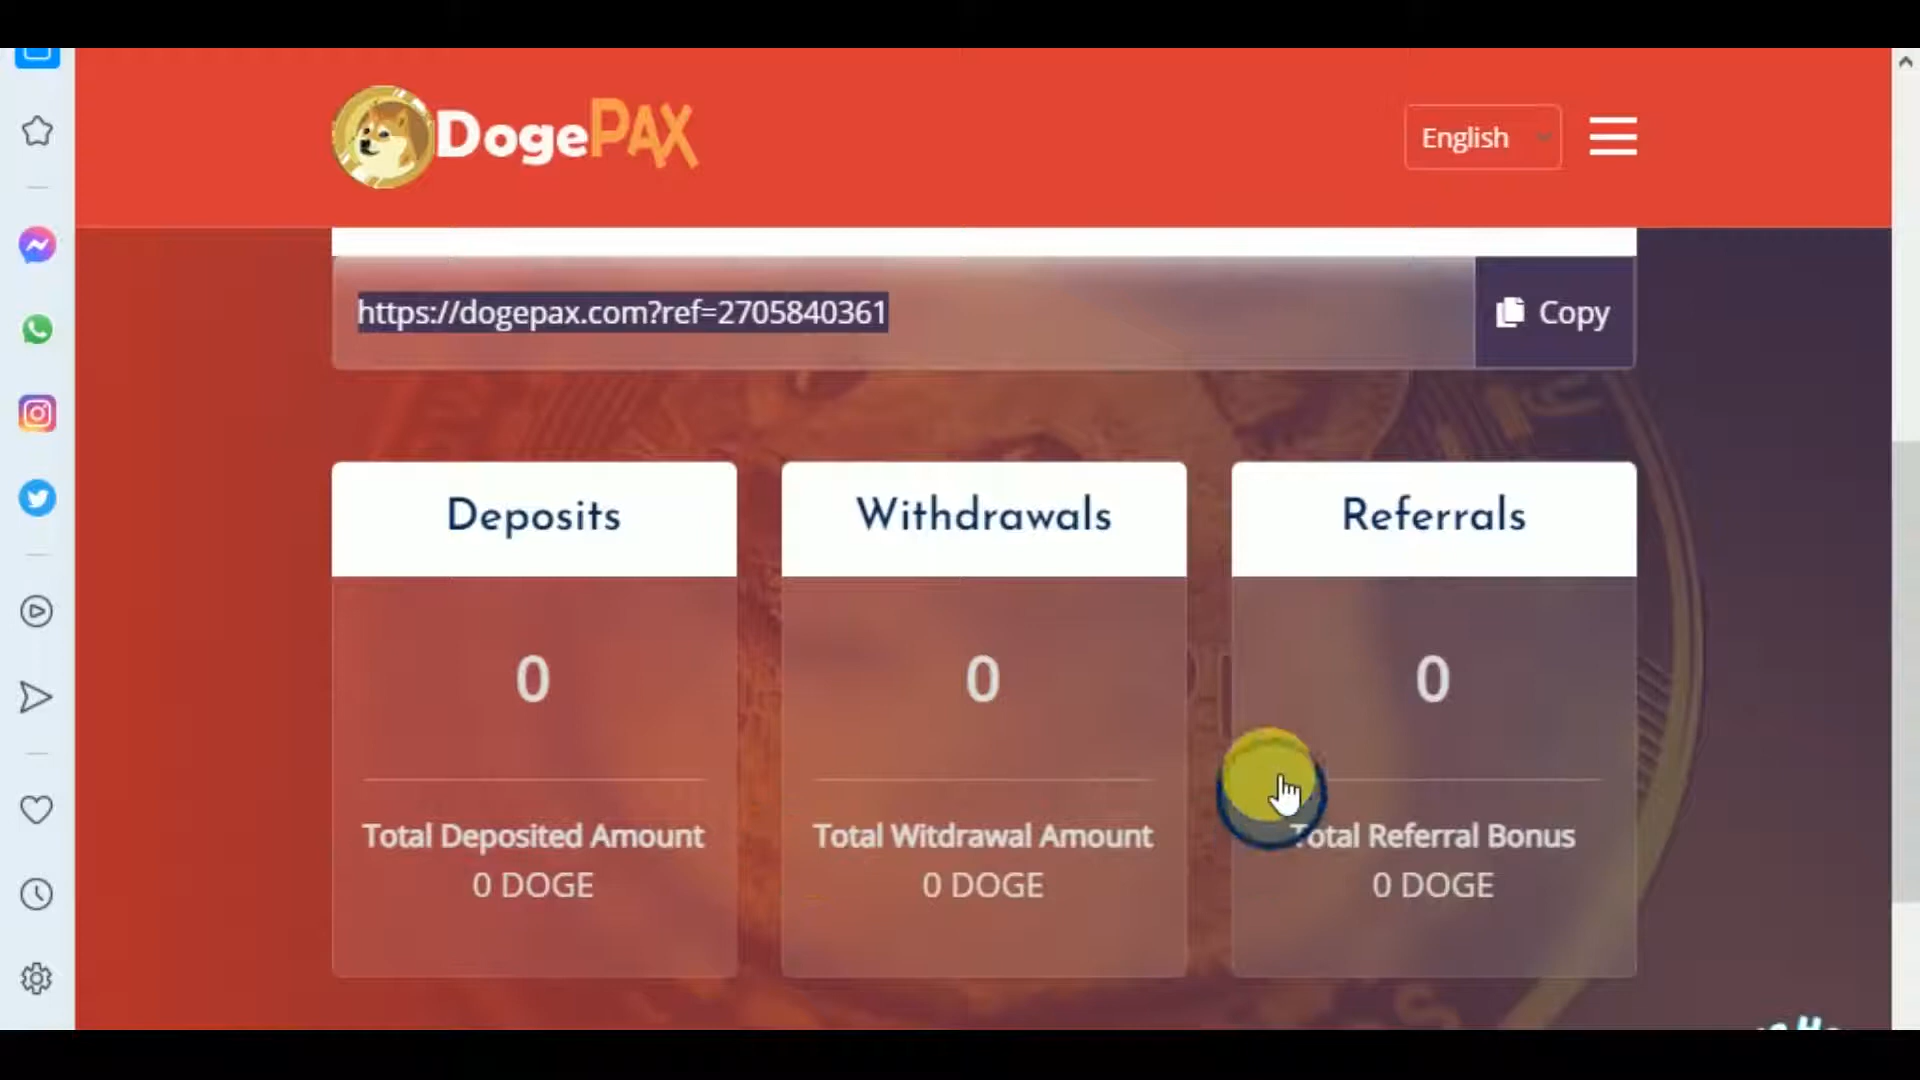 DogePAX
English
https://dogepax.com?ref=2705840361
Copy
Deposits
0
Total Deposited Amount
0 DOGE
Withdrawals
0
Total Witdrawal Amount
0 DOGE
Referrals
0
Total Referral Bonus
0 DOGE